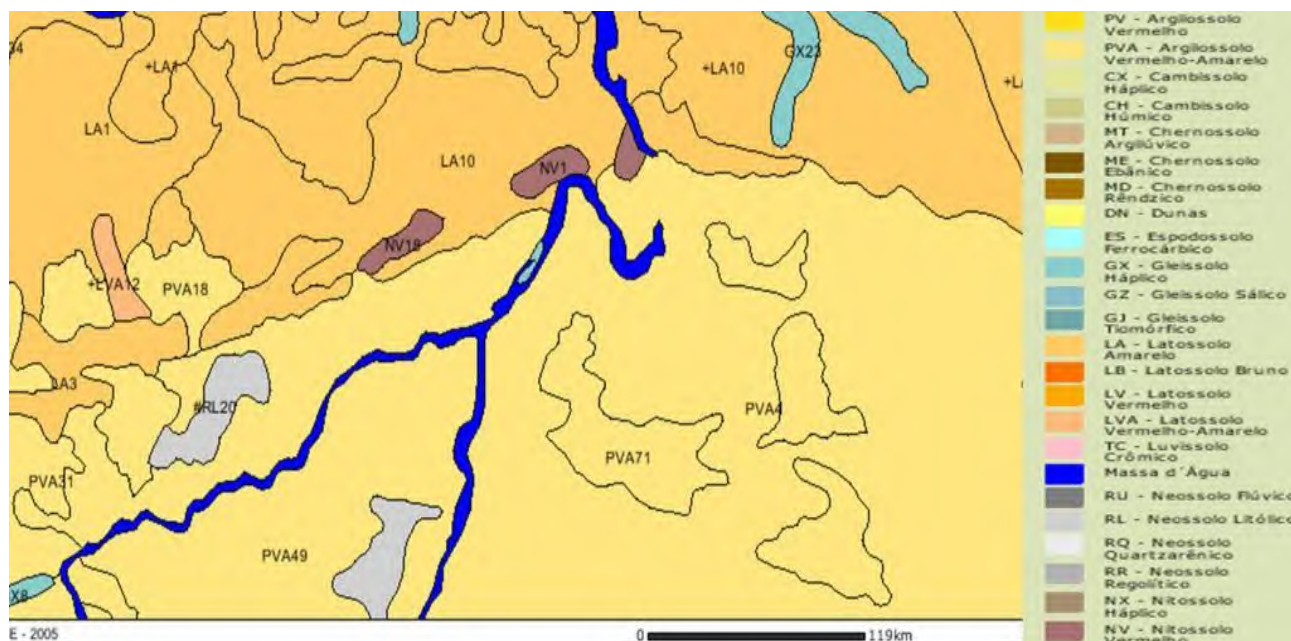 34
+LA1
GX23
+LA10
+LA
LA1
LA10
NV1
NV18
+LVA12
PVA18
LA3
#RL20
PVA4
PVA71
PVA31
PVA49
X8
E - 2005
0
119km
PV - Argilossolo
Vermelho
PVA - Argilossolo
Vermelho-Amarelo
CX - Cambissolo
Háplico
CH - Cambissolo
Húmico
MT - Chernossolo
Argilúvico
ME - Chernossolo
Ebânico
MD - Chernossolo
Rêndzico
DN - Dunas
ES - Espodossolo
Ferrocárbico
GX - Gleissolo
Háplico
GZ - Gleissolo Sálico
GJ - Gleissolo
Tiomórfico
LA - Latossolo
Amarelo
LB - Latossolo Bruno
LV - Latossolo
Vermelho
LVA - Latossolo
Vermelho-Amarelo
TC - Luvissolo
Crômico
Massa d´Água
RU - Neossolo Flúvico
RL - Neossolo Litólico
RQ - Neossolo
Quartzarênico
RR - Neossolo
Regolítico
NX - Nitossolo
Háplico
NV - Nitossolo
Vermelho